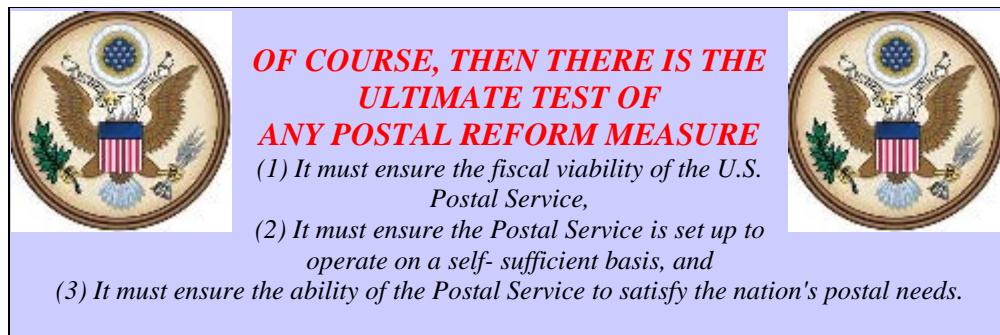 OF COURSE, THEN THERE IS THE
ULTIMATE TEST OF
ANY POSTAL REFORM MEASURE
(1) It must ensure the fiscal viability of the U.S.
Postal Service,
(2) It must ensure the Postal Service is set up to
operate on a self- sufficient basis, and
(3) It must ensure the ability of the Postal Service to satisfy the nation's postal needs.